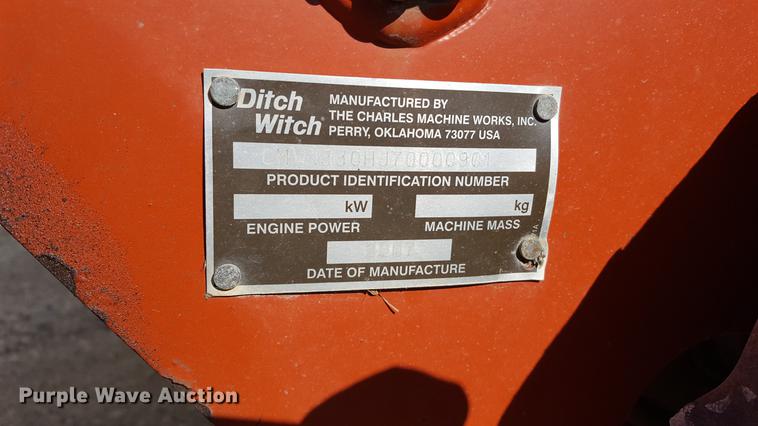 Ditch Witch®
MANUFACTURED BY
THE CHARLES MACHINE WORKS, INC.
PERRY, OKLAHOMA 73077 USA
PRODUCT IDENTIFICATION NUMBER
kW
kg
ENGINE POWER
MACHINE MASS
DATE OF MANUFACTURE
Purple Wave Auction